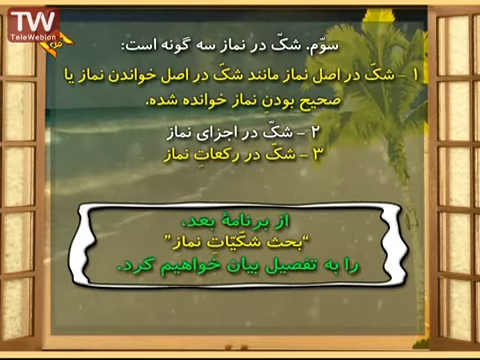 TW
TeleWebion
سوّم. شکّ در نماز سه گونه است:
۱ - شکّ در اصل نماز مانند شکّ در اصل خواندن نماز یا
صحیح بودنِ نماز خوانده شده.
۲ - شکّ در اجزای نماز
۳ - شکّ در رکعاتِ نماز
از برنامهٔ بعد،
“بحث شکّیّاتِ نماز”
را به تفصیل بیان خواهیم کرد.